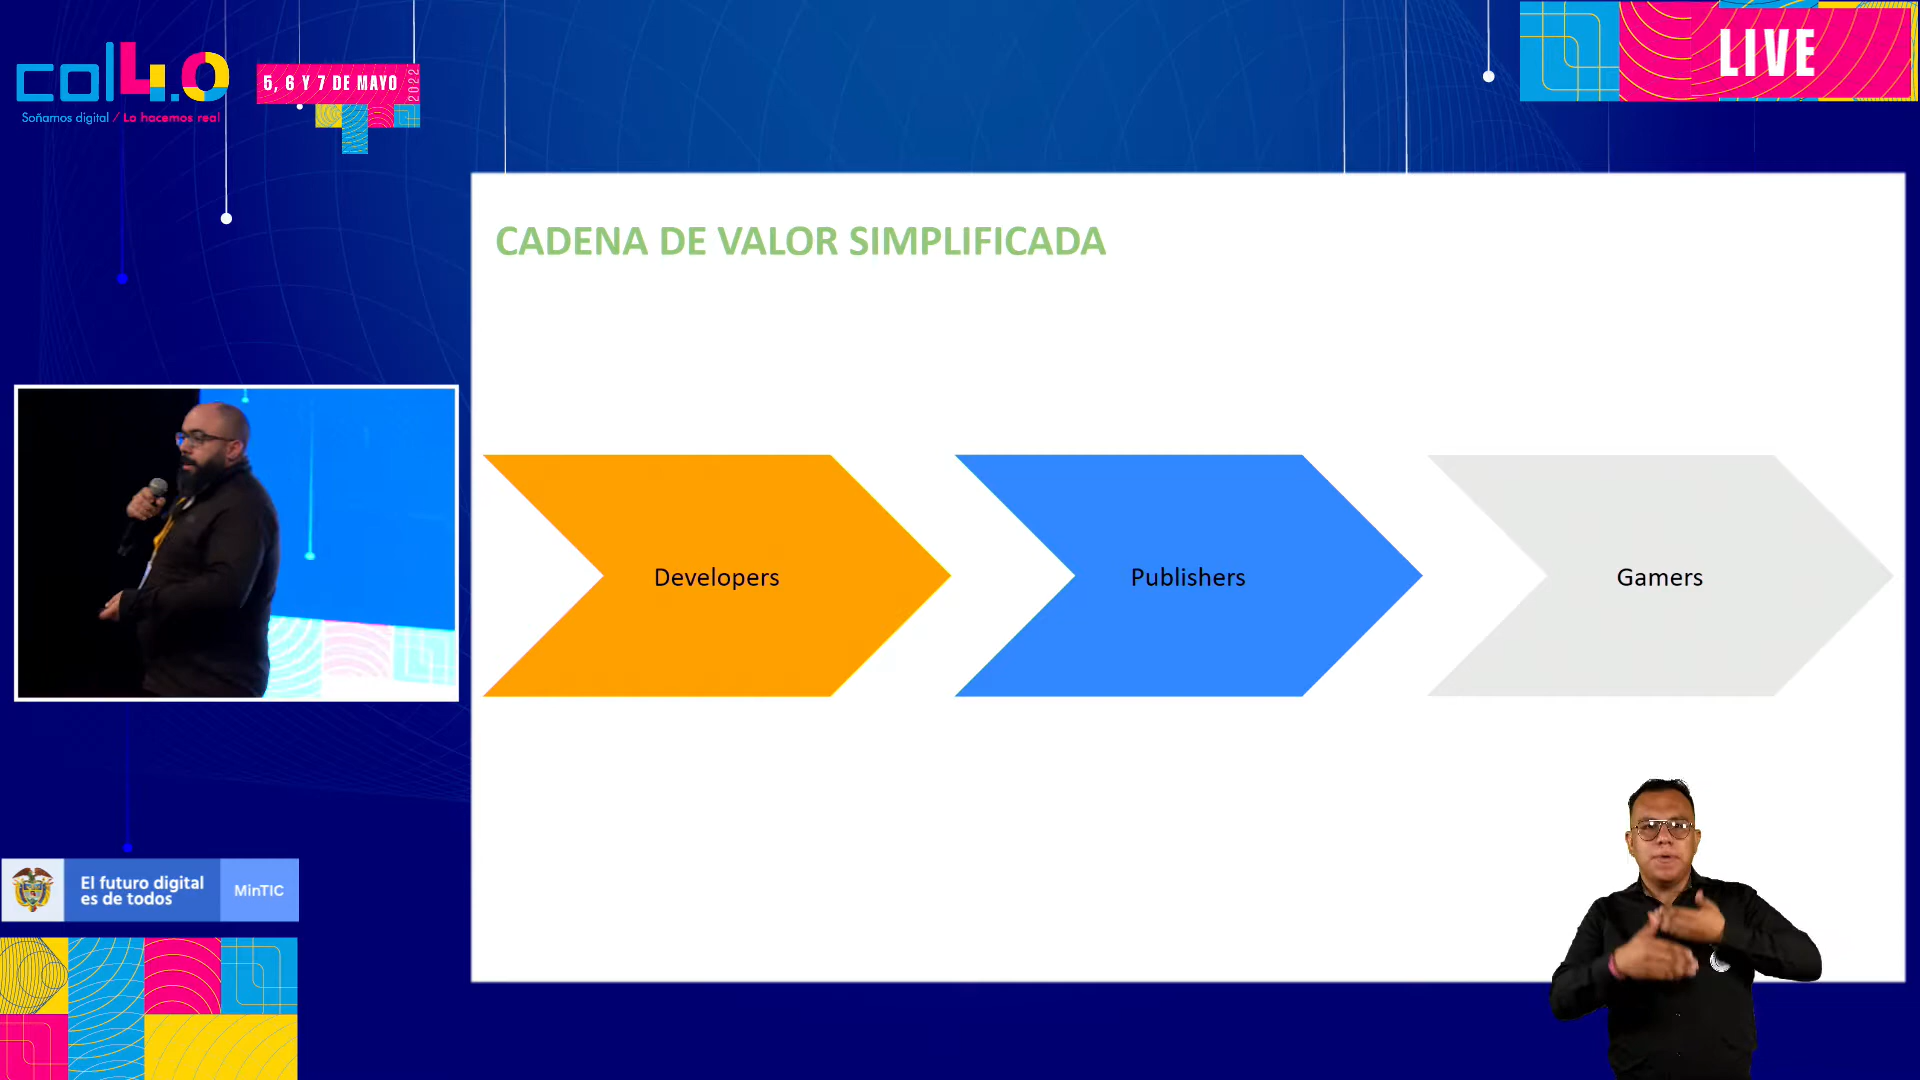 col4.0
Soñamos digital / Lo hacemos real
5, 6 Y 7 DE MAYO
2022
LIVE
CADENA DE VALOR SIMPLIFICADA
Developers
Publishers
Gamers
El futuro digital
es de todos
MinTIC